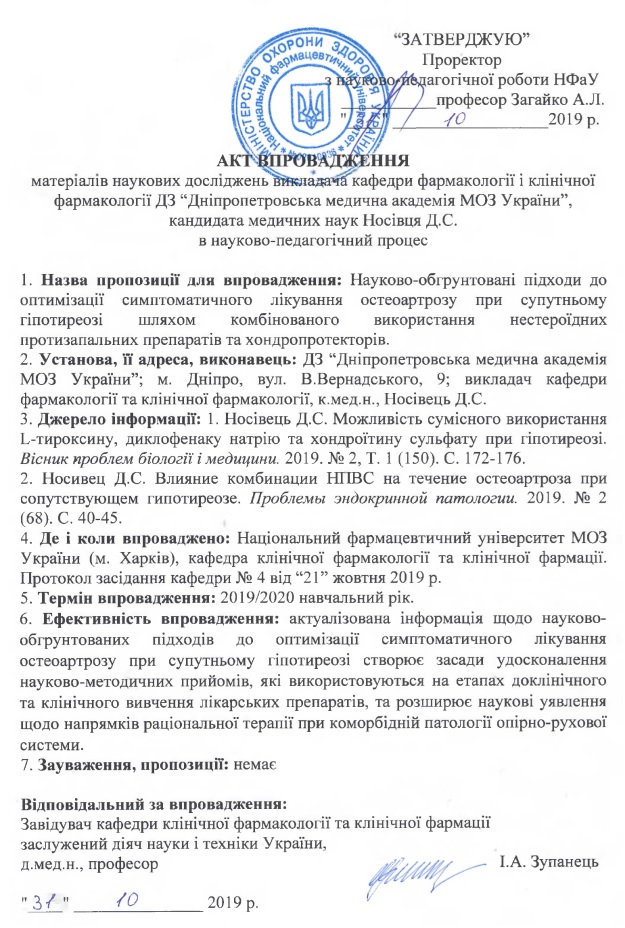 “ЗАТВЕРДЖУЮ”
Проректор
з науково-педагогічної роботи НФаУ
____________професор Загайко А.Л.
"____" ____10____________2019 р.
МІНІСТЕРСТВО ОХОРОНИ ЗДОРОВ'Я УКРАЇНИ
Національний фармацевтичний університет
АКТ ВПРОВАДЖЕННЯ
матеріалів наукових досліджень викладача кафедри фармакології і клінічної
фармакології ДЗ “Дніпропетровська медична академія МОЗ України”,
кандидата медичних наук Носівця Д.С.
в науково-педагогічний процес
1. Назва пропозиції для впровадження: Науково-обгрунтовані підходи до
оптимізації симптоматичного лікування остеоартрозу при супутньому
гіпотиреозі шляхом комбінованого використання нестероїдних
протизапальних препаратів та хондропротекторів.
2. Установа, її адреса, виконавець: ДЗ “Дніпропетровська медична академія
МОЗ України”; м. Дніпро, вул. В.Вернадського, 9; викладач кафедри
фармакології та клінічної фармакології, к.мед.н., Носівець Д.С.
3. Джерело інформації: 1. Носівець Д.С. Можливість сумісного використання
L-тироксину, диклофенаку натрію та хондроїтину сульфату при гіпотиреозі.
Вісник проблем біології і медицини. 2019. № 2, Т. 1 (150). С. 172-176.
2. Носивец Д.С. Влияние комбинации НПВС на течение остеоартроза при
сопутствующем гипотиреозе. Проблемы эндокринной патологии. 2019. № 2
(68). С. 40-45.
4. Де і коли впроваджено: Національний фармацевтичний університет МОЗ
України (м. Харків), кафедра клінічної фармакології та клінічної фармації.
Протокол засідання кафедри № 4 від “21” жовтня 2019 р.
5. Термін впровадження: 2019/2020 навчальний рік.
6. Ефективність впровадження: актуалізована інформація щодо науково-
обгрунтованих підходів до оптимізації симптоматичного лікування
остеоартрозу при супутньому гіпотиреозі створює засади удосконалення
науково-методичних прийомів, які використовуються на етапах доклінічного
та клінічного вивчення лікарських препаратів, та розширює наукові уявлення
щодо напрямків раціональної терапії при коморбідній патології опірно-рухової
системи.
7. Зауваження, пропозиції: немає
Відповідальний за впровадження:
Завідувач кафедри клінічної фармакології та клінічної фармації
заслужений діяч науки і техніки України,
д.мед.н., професор І.А. Зупанець
"31" ____10____ 2019 р.